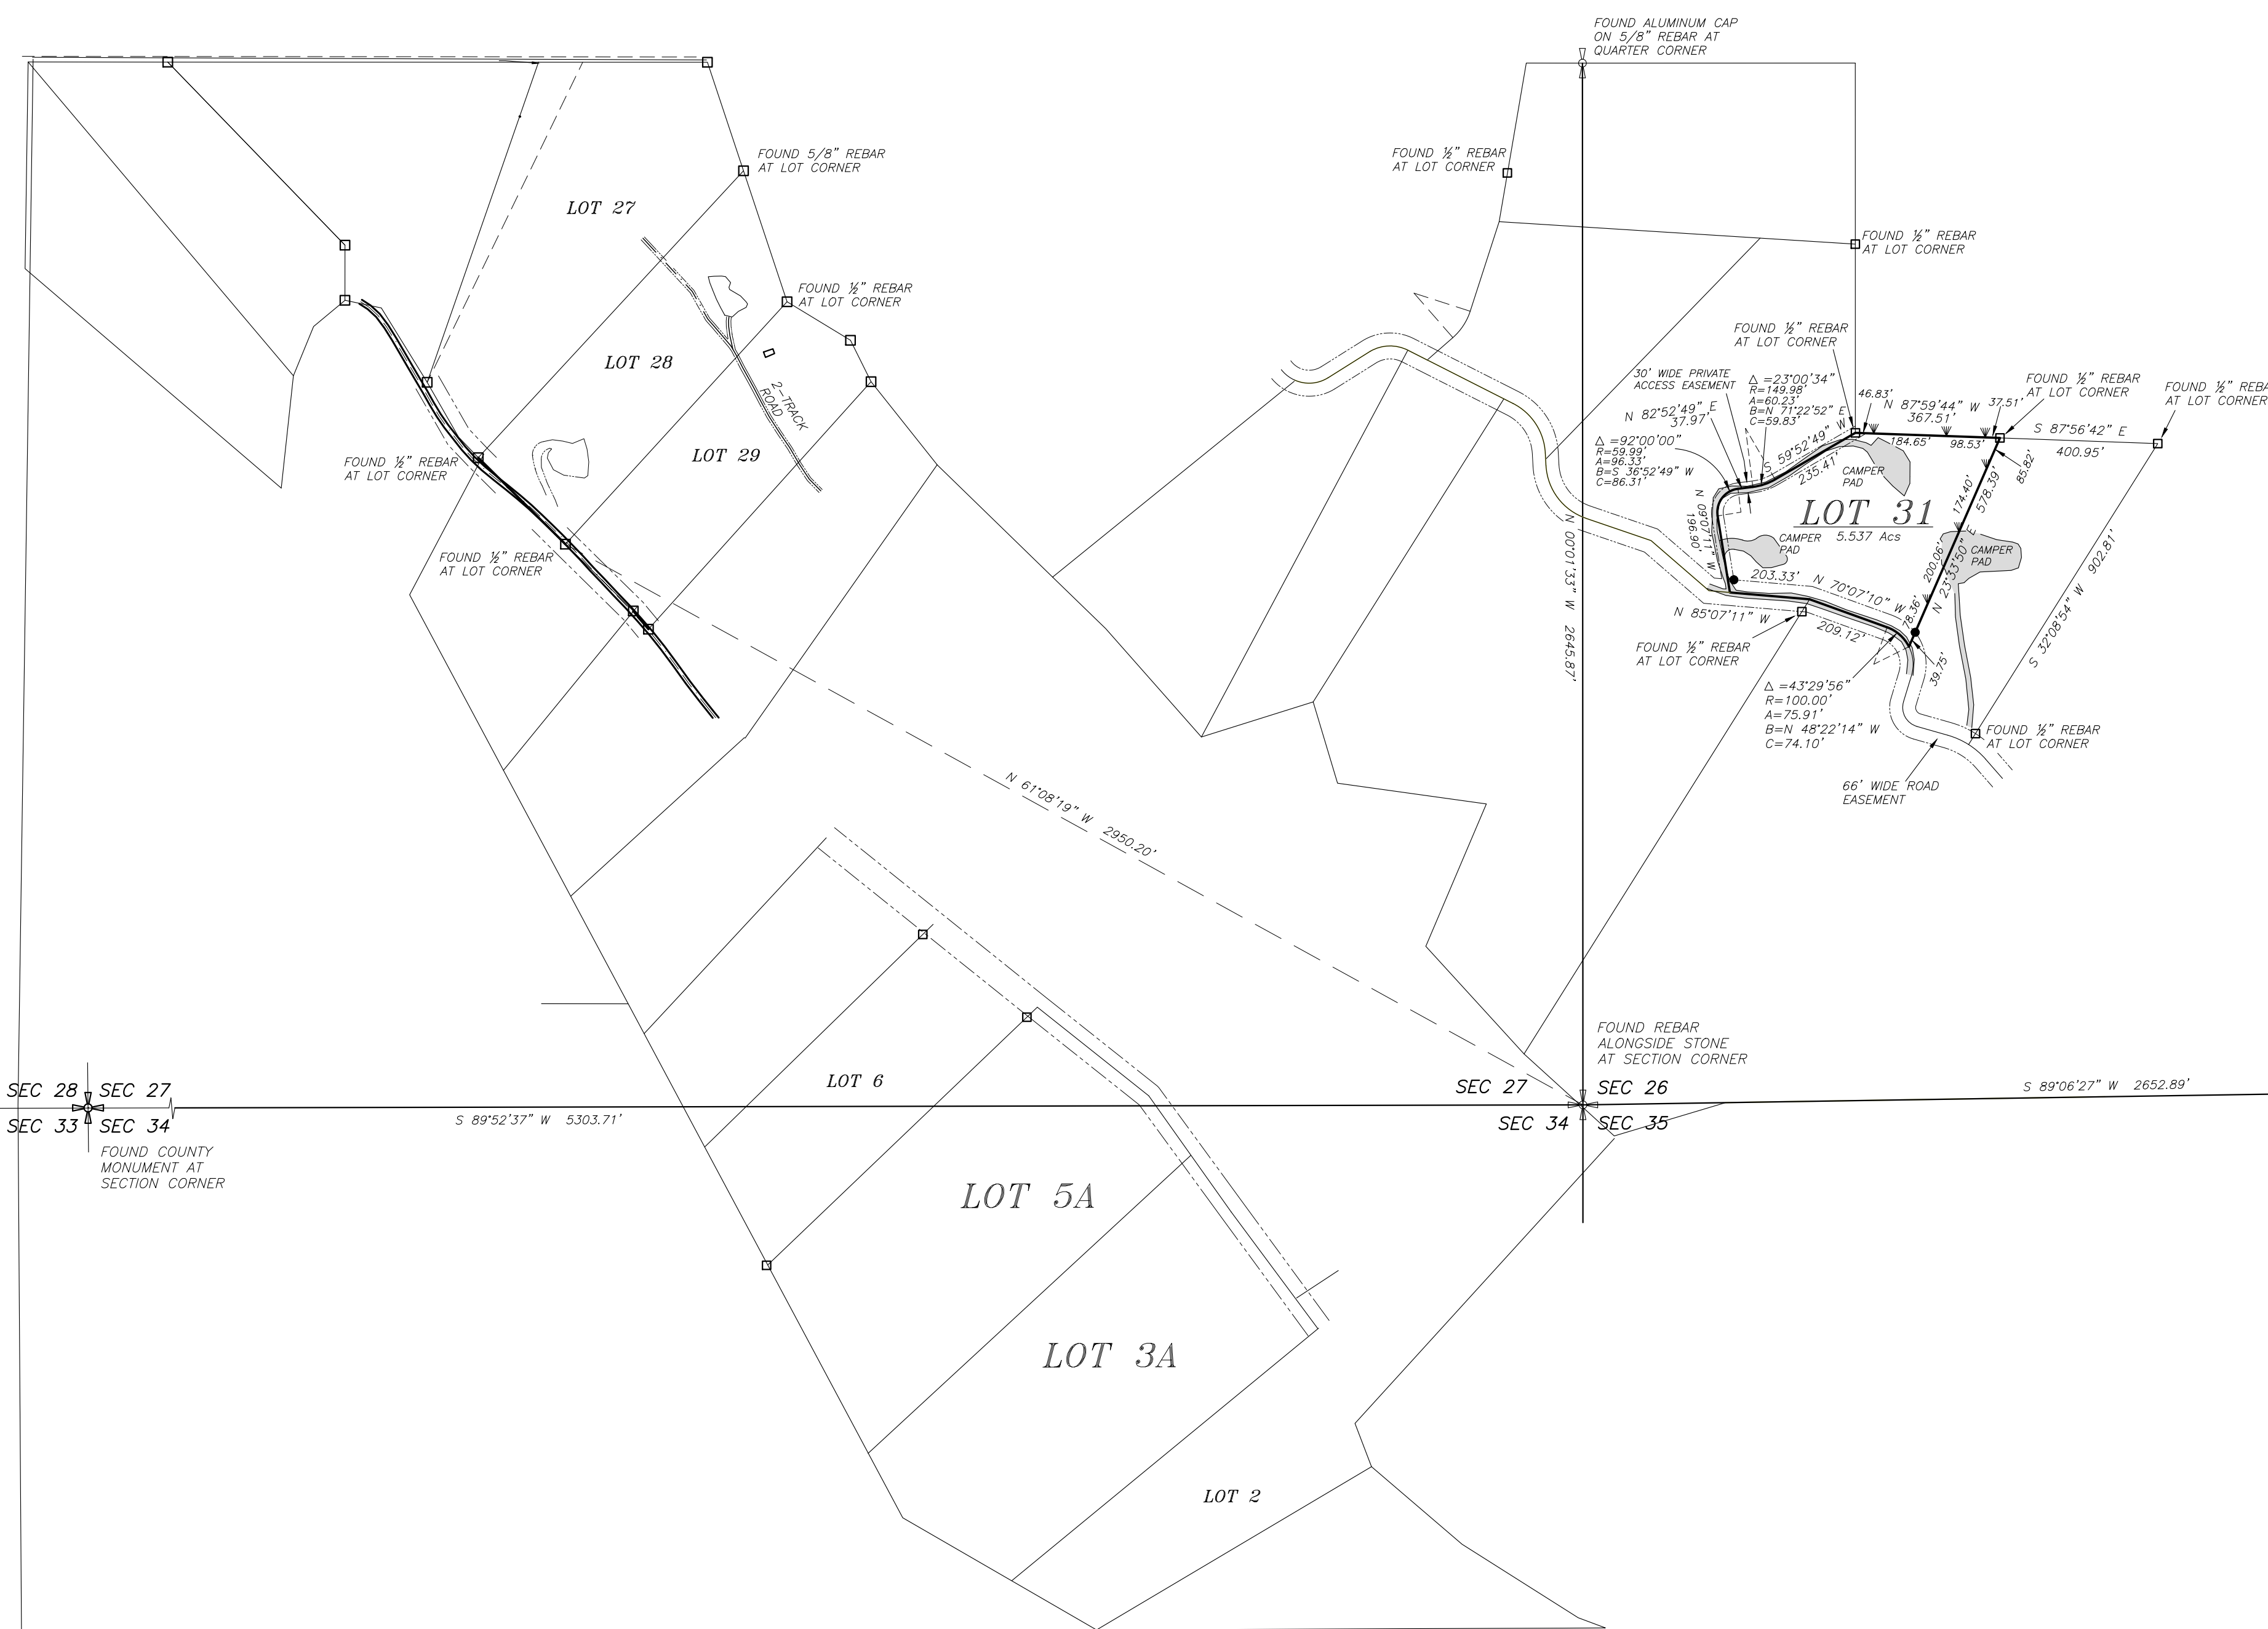 FOUND ALUMINUM CAP
ON 5/8" REBAR AT
QUARTER CORNER
FOUND 5/8" REBAR
AT LOT CORNER
FOUND ½" REBAR
AT LOT CORNER
LOT 27
FOUND ½" REBAR
AT LOT CORNER
FOUND ½" REBAR
AT LOT CORNER
LOT 28
2-TRACK
ROAD
LOT 29
FOUND ½" REBAR
AT LOT CORNER
FOUND ½" REBAR
AT LOT CORNER
FOUND ½" REBAR
AT LOT CORNER
30' WIDE PRIVATE
ACCESS EASEMENT
Δ =23°00'34"
R=149.98'
A=60.23'
B=N 71°22'52" E
C=59.83'
N 82°52'49" E
37.97'
Δ =92°00'00"
R=59.99'
A=96.33'
B=S 36°52'49" W
C=86.31'
46.83'
N 87°59'44" W
367.51'
37.51'
184.65'
98.53'
FOUND ½" REBAR
AT LOT CORNER
FOUND ½" REBA
AT LOT CORNER
S 87°56'42" E
400.95'
S 59°52'49" W
235.41'
CAMPER
PAD
85.82'
174.40'
578.39'
LOT 31
5.537 Acs
N 09°07'11" W
196.90'
CAMPER
PAD
CAMPER
PAD
200.06'
N 23°33'50" E
78.36'
203.33'
N 70°07'10" W
N 85°07'11" W
209.12'
FOUND ½" REBAR
AT LOT CORNER
39.75'
S 32°08'54" W 902.81'
N 00°01'33" W 2645.87'
Δ =43°29'56"
R=100.00'
A=75.91'
B=N 48°22'14" W
C=74.10'
FOUND ½" REBAR
AT LOT CORNER
66' WIDE ROAD
EASEMENT
N 61°08'19" W 2950.20'
FOUND REBAR
ALONGSIDE STONE
AT SECTION CORNER
SEC 28
SEC 27
SEC 33
SEC 34
FOUND COUNTY
MONUMENT AT
SECTION CORNER
S 89°52'37" W 5303.71'
LOT 6
SEC 27
SEC 26
SEC 34
SEC 35
S 89°06'27" W 2652.89'
LOT 5A
LOT 3A
LOT 2